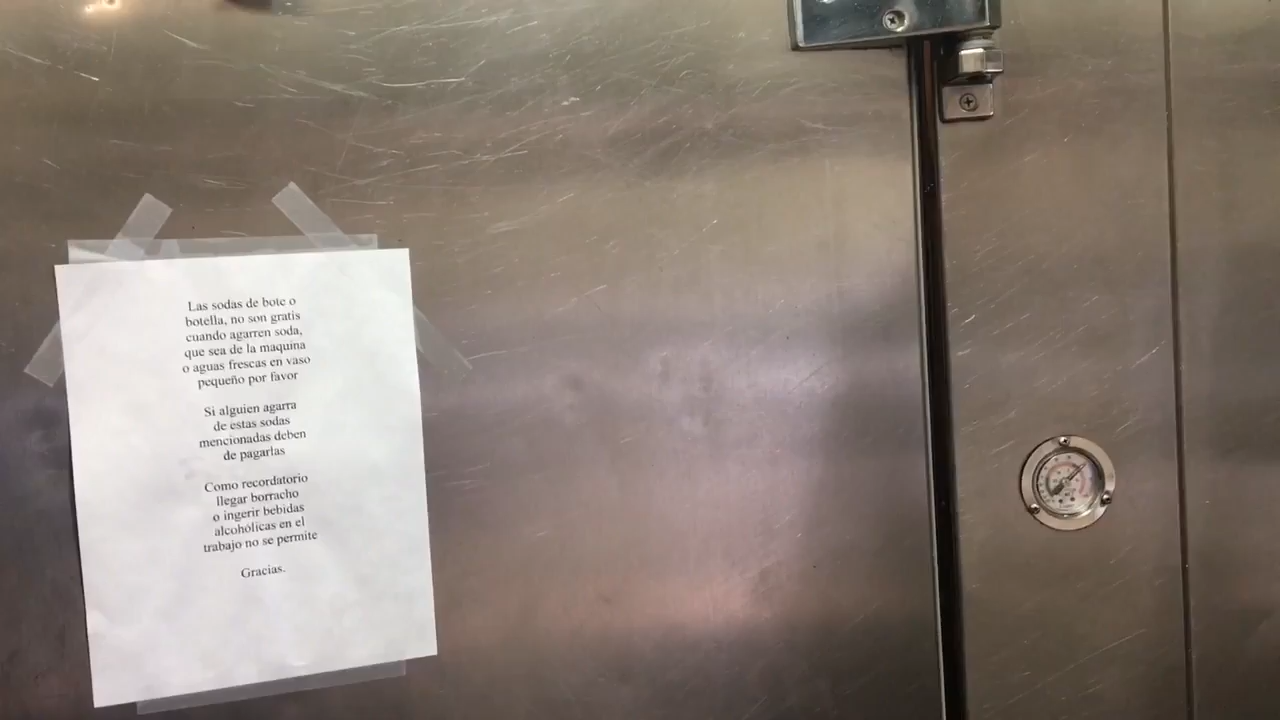 Las sodas de bote o
botella, no son gratis
cuando agarren soda,
que sea de la maquina
o aguas frescas en vaso
pequeño por favor
Si alguien agarra
de estas sodas
mencionadas deben
de pagarlas
Como recordatorio
llegar borracho
o ingerir bebidas
alcohólicas en el
trabajo no se permite
Gracias.